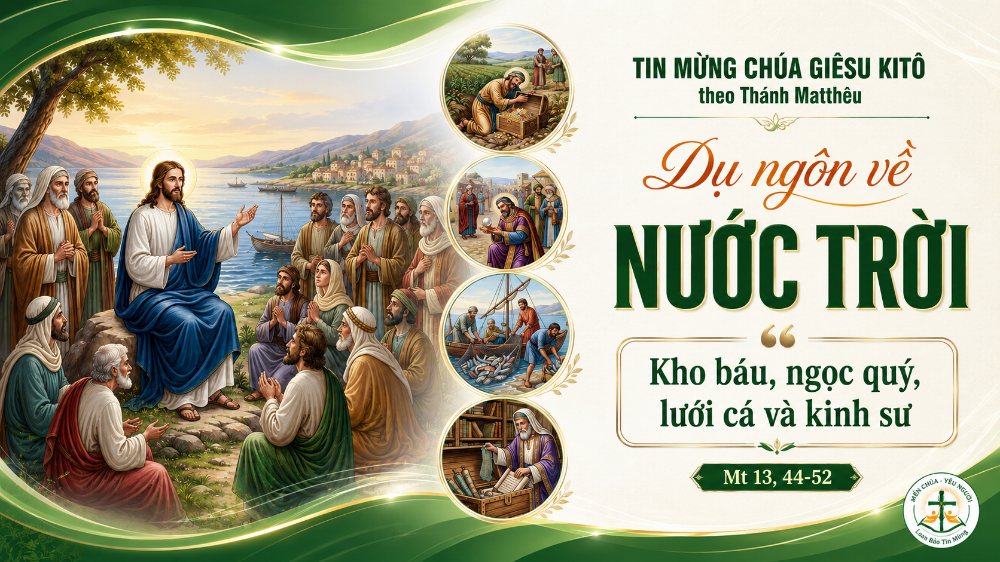 TIN MỪNG CHÚA GIÊSU KITÔ
theo Thánh Matthêu
Dụ ngôn về
NƯỚC TRỜI
“
Kho báu, ngọc quý,
lưới cá và kinh sư
Mt 13, 44-52
MẾN CHÚA - YÊU NGƯỜI
Loan Báo Tin Mừng